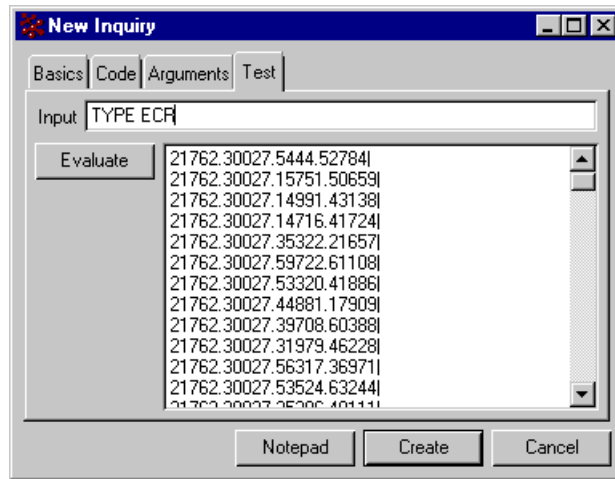 New Inquiry
Basics Code Arguments Test
Input TYPE ECR
Evaluate
21762.30027.5444.52784|
21762.30027.15751.50659|
21762.30027.14991.43138|
21762.30027.14716.41724|
21762.30027.35322.21657|
21762.30027.59722.61108|
21762.30027.53320.41886|
21762.30027.44881.17909|
21762.30027.39708.60388|
21762.30027.31979.46228|
21762.30027.56317.36971|
21762.30027.53524.63244|
Notepad Create Cancel